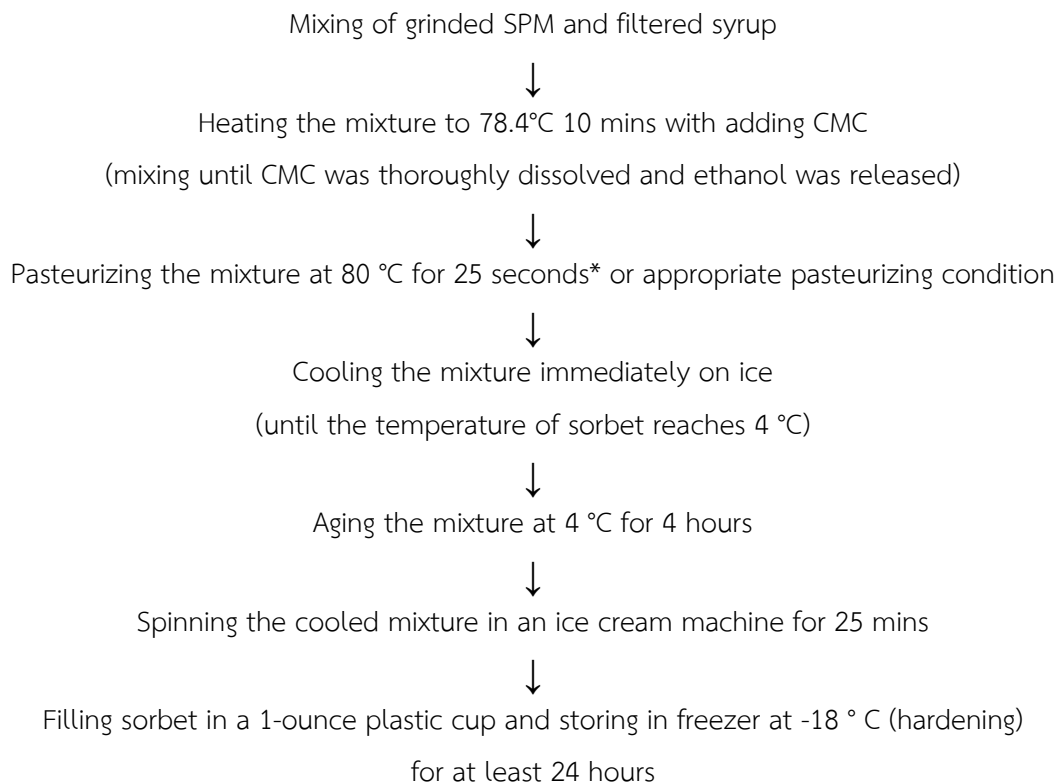 Mixing of grinded SPM and filtered syrup
↓
Heating the mixture to 78.4°C 10 mins with adding CMC
(mixing until CMC was thoroughly dissolved and ethanol was released)
↓
Pasteurizing the mixture at 80 °C for 25 seconds* or appropriate pasteurizing condition
↓
Cooling the mixture immediately on ice
(until the temperature of sorbet reaches 4 °C)
↓
Aging the mixture at 4 °C for 4 hours
↓
Spinning the cooled mixture in an ice cream machine for 25 mins
↓
Filling sorbet in a 1-ounce plastic cup and storing in freezer at -18 ° C (hardening)
for at least 24 hours